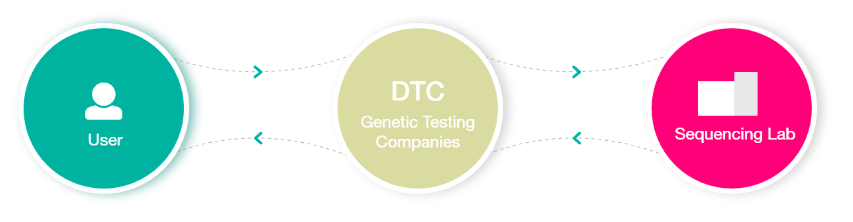 User
DTC
Genetic Testing
Companies
Sequencing Lab